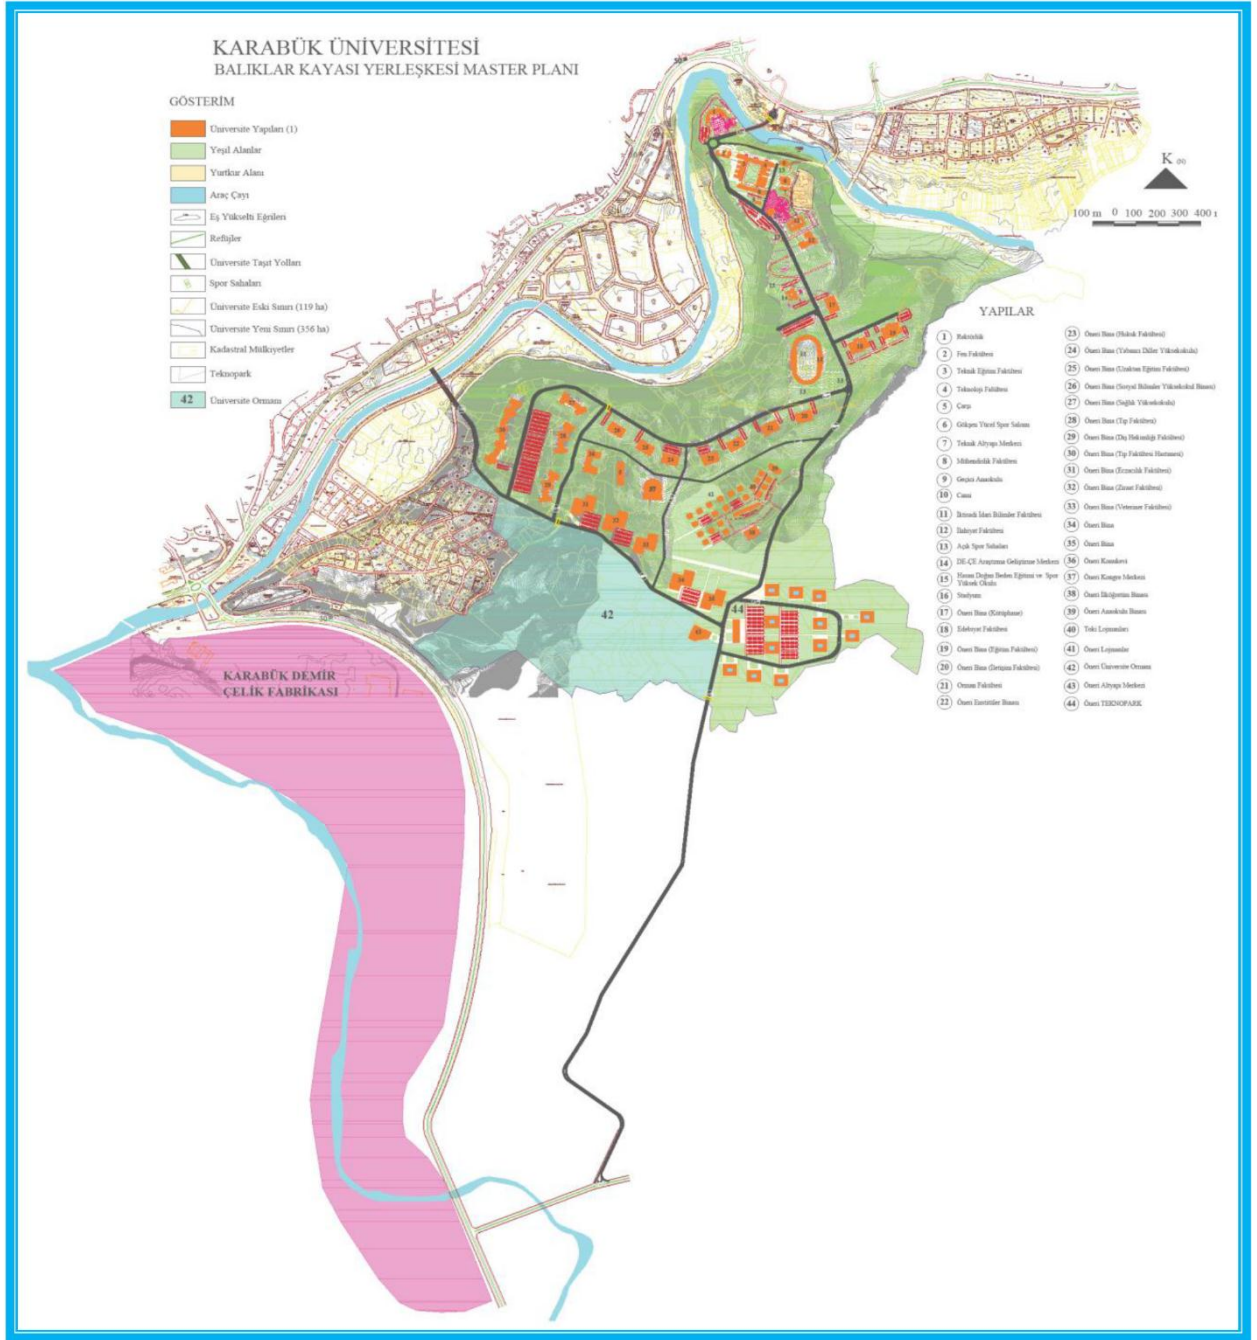 KARABÜK ÜNİVERSİTESİ
BALIKLAR KAYASI YERLEŞKESİ MASTER PLANI
GÖSTERİM
Üniversite Yapıları (1)
Yeşil Alanlar
Yurtkur Alanı
Araç Çayı
Eş Yükselti Eğrileri
Refüjler
Üniversite Taşıt Yolları
Spor Sahaları
Üniversite Eski Sınırı (119 ha)
Üniversite Yeni Sınırı (356 ha)
Kadastral Mülkiyetler
Teknopark
42 Üniversite Ormanı
K (N)
100 m 0 100 200 300 400
YAPILAR
1 Rektörlük
2 Fen Fakültesi
3 Teknik Eğitim Fakültesi
4 Teknoloji Fakültesi
5 Çarşı
6 Gökşen Yücel Spor Salonu
7 Teknik Altyapı Merkezi
8 Mühendislik Fakültesi
9 Geçici Anaokulu
10 Cami
11 İktisadi İdari Bilimler Fakültesi
12 İlahiyat Fakültesi
13 Açık Spor Sahaları
14 DE-ÇE Araştırma Geliştirme Merkezi
15 Hasan Doğan Beden Eğitimi ve Spor
Yüksek Okulu
16 Stadyum
17 Öneri Bina (Kütüphane)
18 Edebiyat Fakültesi
19 Öneri Bina (Eğitim Fakültesi)
20 Öneri Bina (İletişim Fakültesi)
21 Orman Fakültesi
22 Öneri Enstitüler Binası
23 Öneri Bina (Hukuk Fakültesi)
24 Öneri Bina (Yabancı Diller Yüksekokulu)
25 Öneri Bina (Uzaktan Eğitim Fakültesi)
26 Öneri Bina (Sosyal Bilimler Yüksekokul Binası)
27 Öneri Bina (Sağlık Yüksekokulu)
28 Öneri Bina (Tıp Fakültesi)
29 Öneri Bina (Diş Hekimliği Fakültesi)
30 Öneri Bina (Tıp Fakültesi Hastanesi)
31 Öneri Bina (Eczacılık Fakültesi)
32 Öneri Bina (Ziraat Fakültesi)
33 Öneri Bina (Veteriner Fakültesi)
34 Öneri Bina
35 Öneri Bina
36 Öneri Konukevi
37 Öneri Kongre Merkezi
38 Öneri İlköğretim Binası
39 Öneri Anaokulu Binası
40 Toki Lojmanları
41 Öneri Lojmanlar
42 Öneri Üniversite Ormanı
43 Öneri Altyapı Merkezi
44 Öneri TEKNOPARK
41
42
44
KARABÜK DEMİR
ÇELİK FABRİKASI